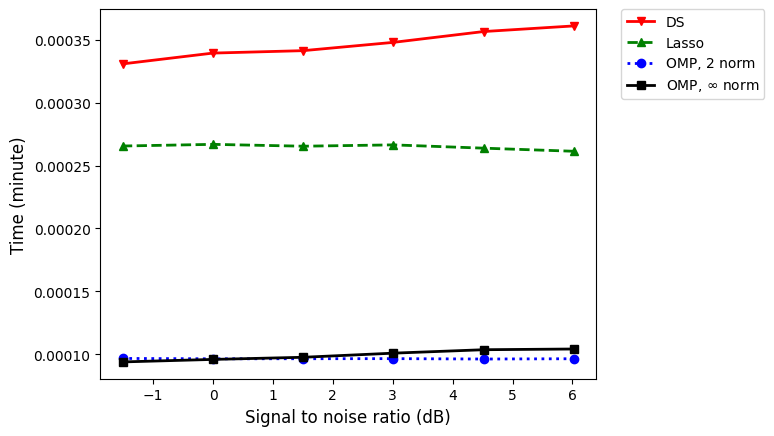 0.00035
0.00030
0.00025
0.00020
0.00015
0.00010
Time (minute)
−1 0 1 2 3 4 5 6
Signal to noise ratio (dB)
DS
Lasso
OMP, 2 norm
OMP, ∞ norm